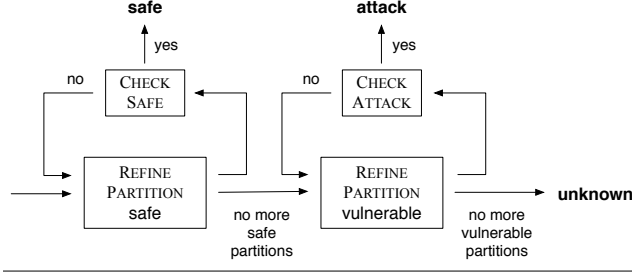 safe
attack
yes
yes
no
CHECK
SAFE
no
CHECK
ATTACK
REFINE
PARTITION
safe
REFINE
PARTITION
vulnerable
unknown
no more
safe
partitions
no more
vulnerable
partitions